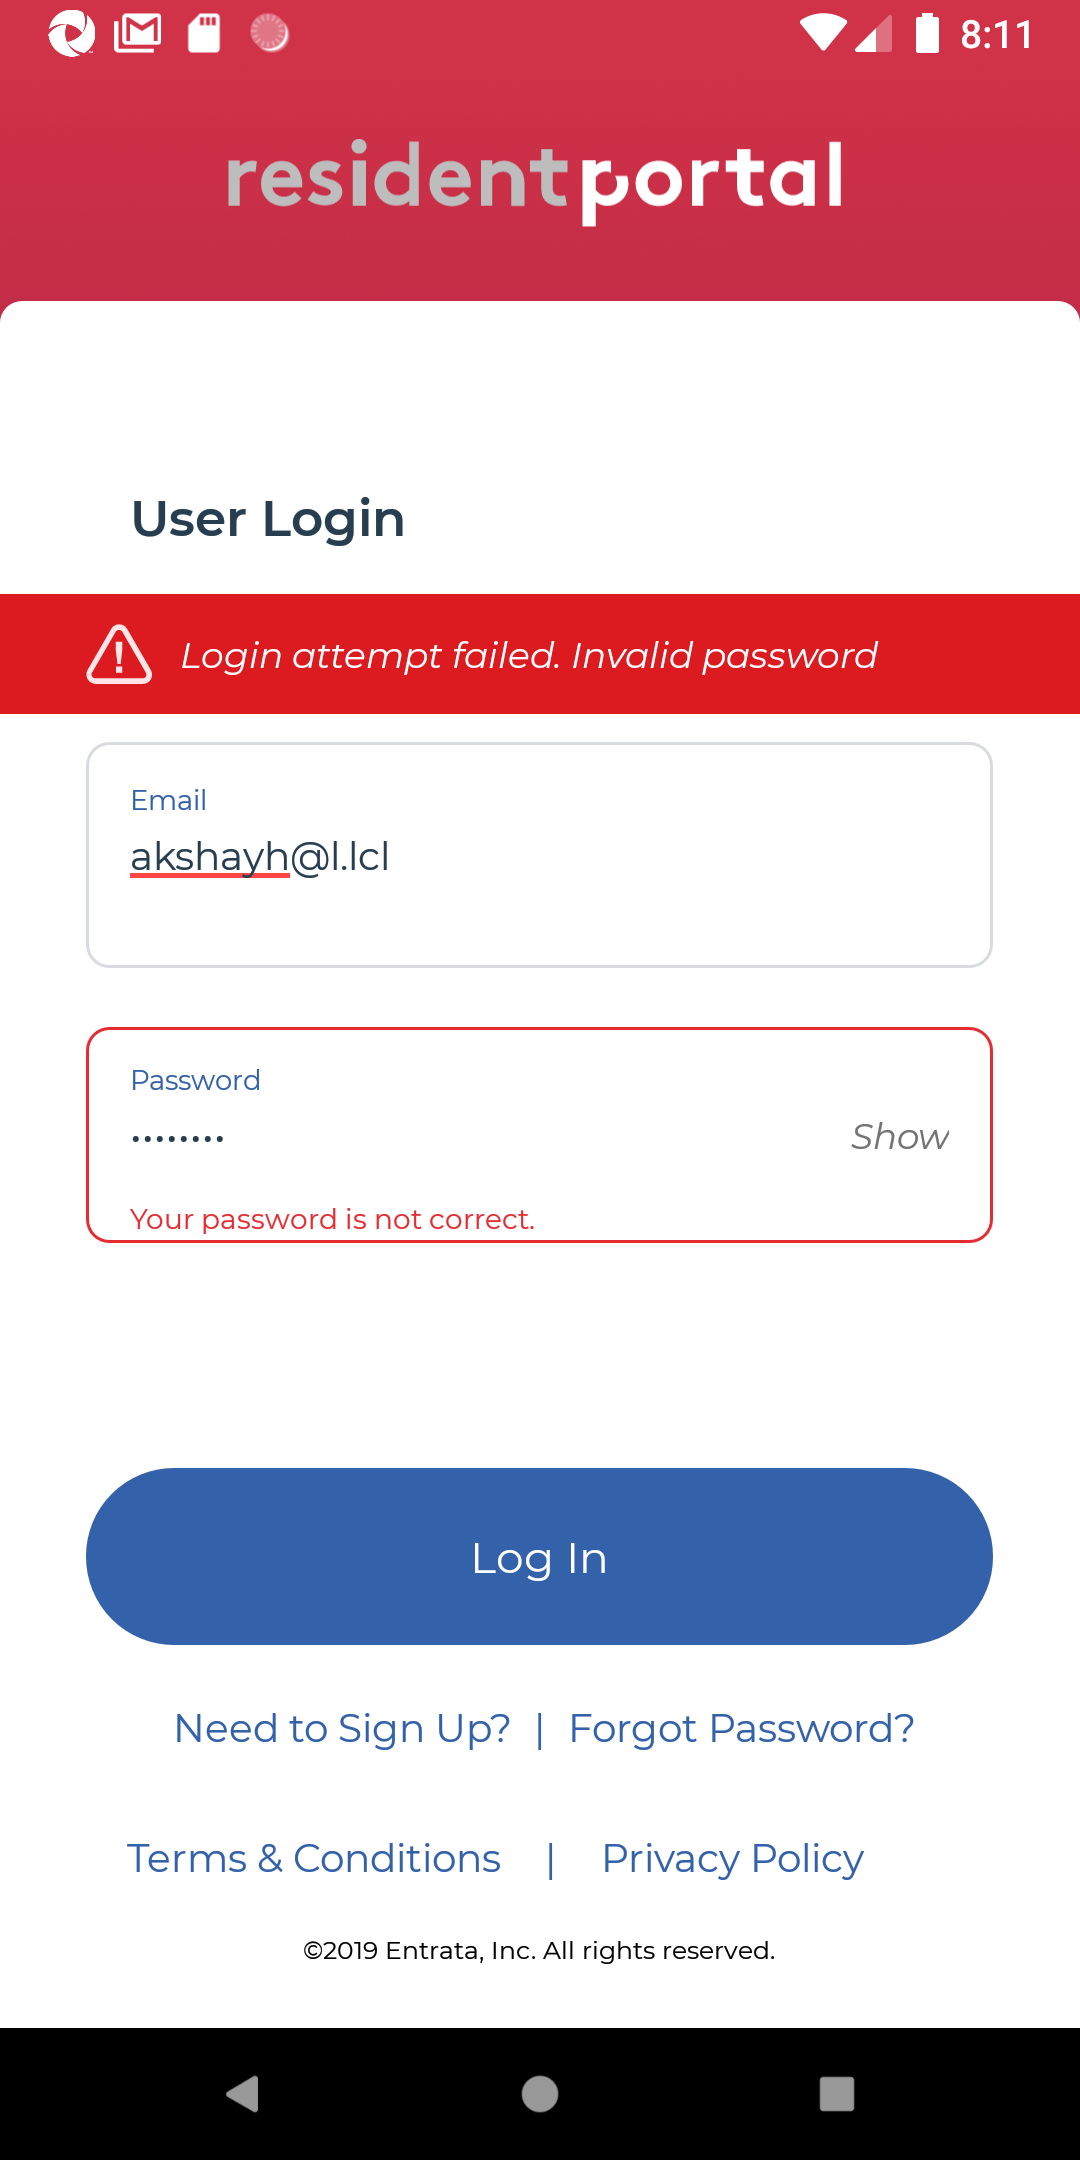 8:11
residentportal
User Login
Login attempt failed. Invalid password
Email
akshayh@l.lcl
Password
••••••••
Show
Your password is not correct.
Log In
Need to Sign Up? | Forgot Password?
Terms & Conditions | Privacy Policy
©2019 Entrata, Inc. All rights reserved.